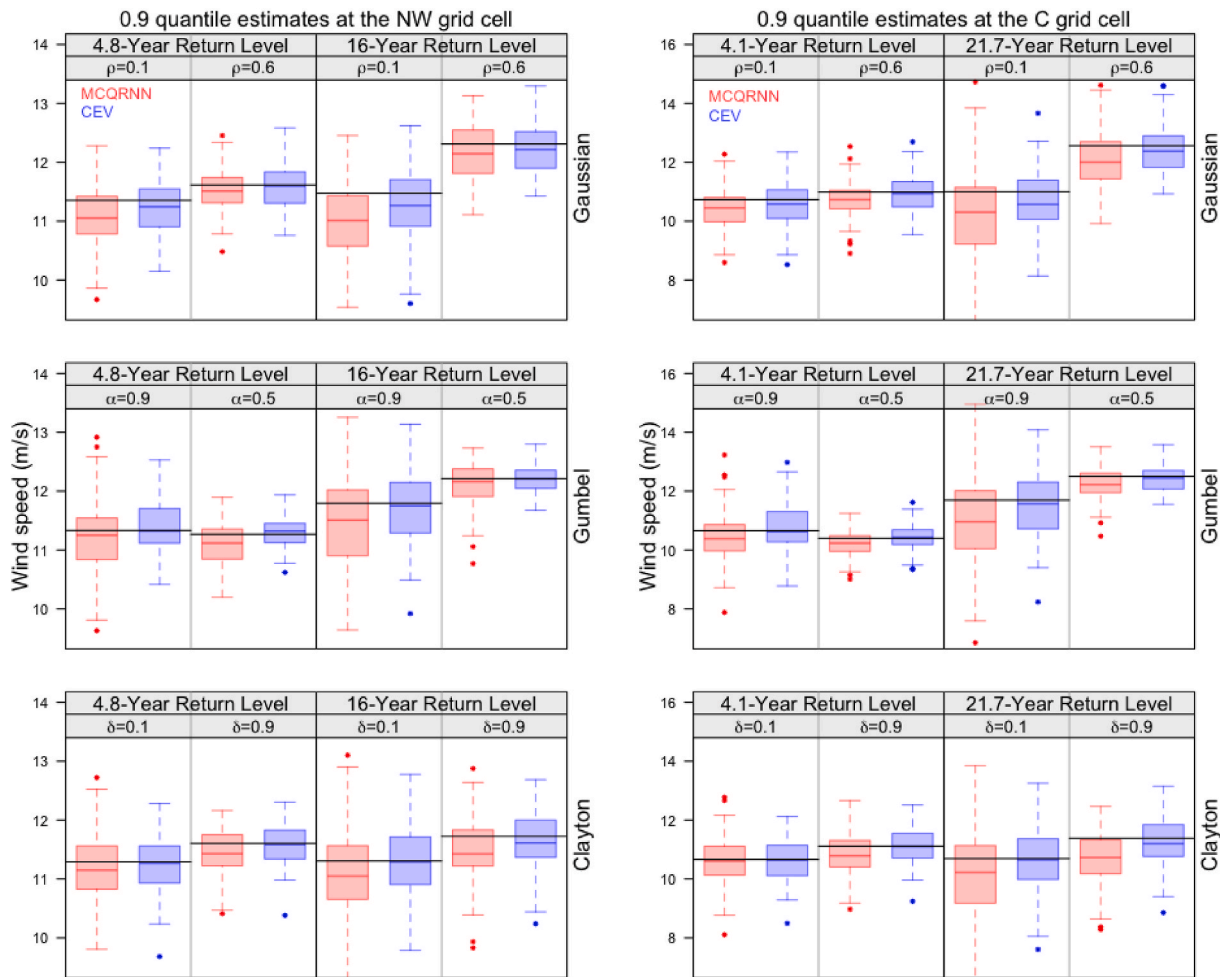 0.9 quantile estimates at the NW grid cell
14
4.8-Year Return Level 16-Year Return Level
ρ=0.1 ρ=0.6 ρ=0.1 ρ=0.6
MCQRNN
CEV
13
12
11
10
Gaussian
0.9 quantile estimates at the C grid cell
16
4.1-Year Return Level 21.7-Year Return Level
ρ=0.1 ρ=0.6 ρ=0.1 ρ=0.6
MCQRNN
CEV
14
12
10
8
Gaussian
14
4.8-Year Return Level 16-Year Return Level
α=0.9 α=0.5 α=0.9 α=0.5
13
12
11
10
Wind speed (m/s)
Gumbel
16
4.1-Year Return Level 21.7-Year Return Level
α=0.9 α=0.5 α=0.9 α=0.5
14
12
10
8
Wind speed (m/s)
Gumbel
14
4.8-Year Return Level 16-Year Return Level
δ=0.1 δ=0.9 δ=0.1 δ=0.9
13
12
11
10
Clayton
16
4.1-Year Return Level 21.7-Year Return Level
δ=0.1 δ=0.9 δ=0.1 δ=0.9
14
12
10
8
Clayton